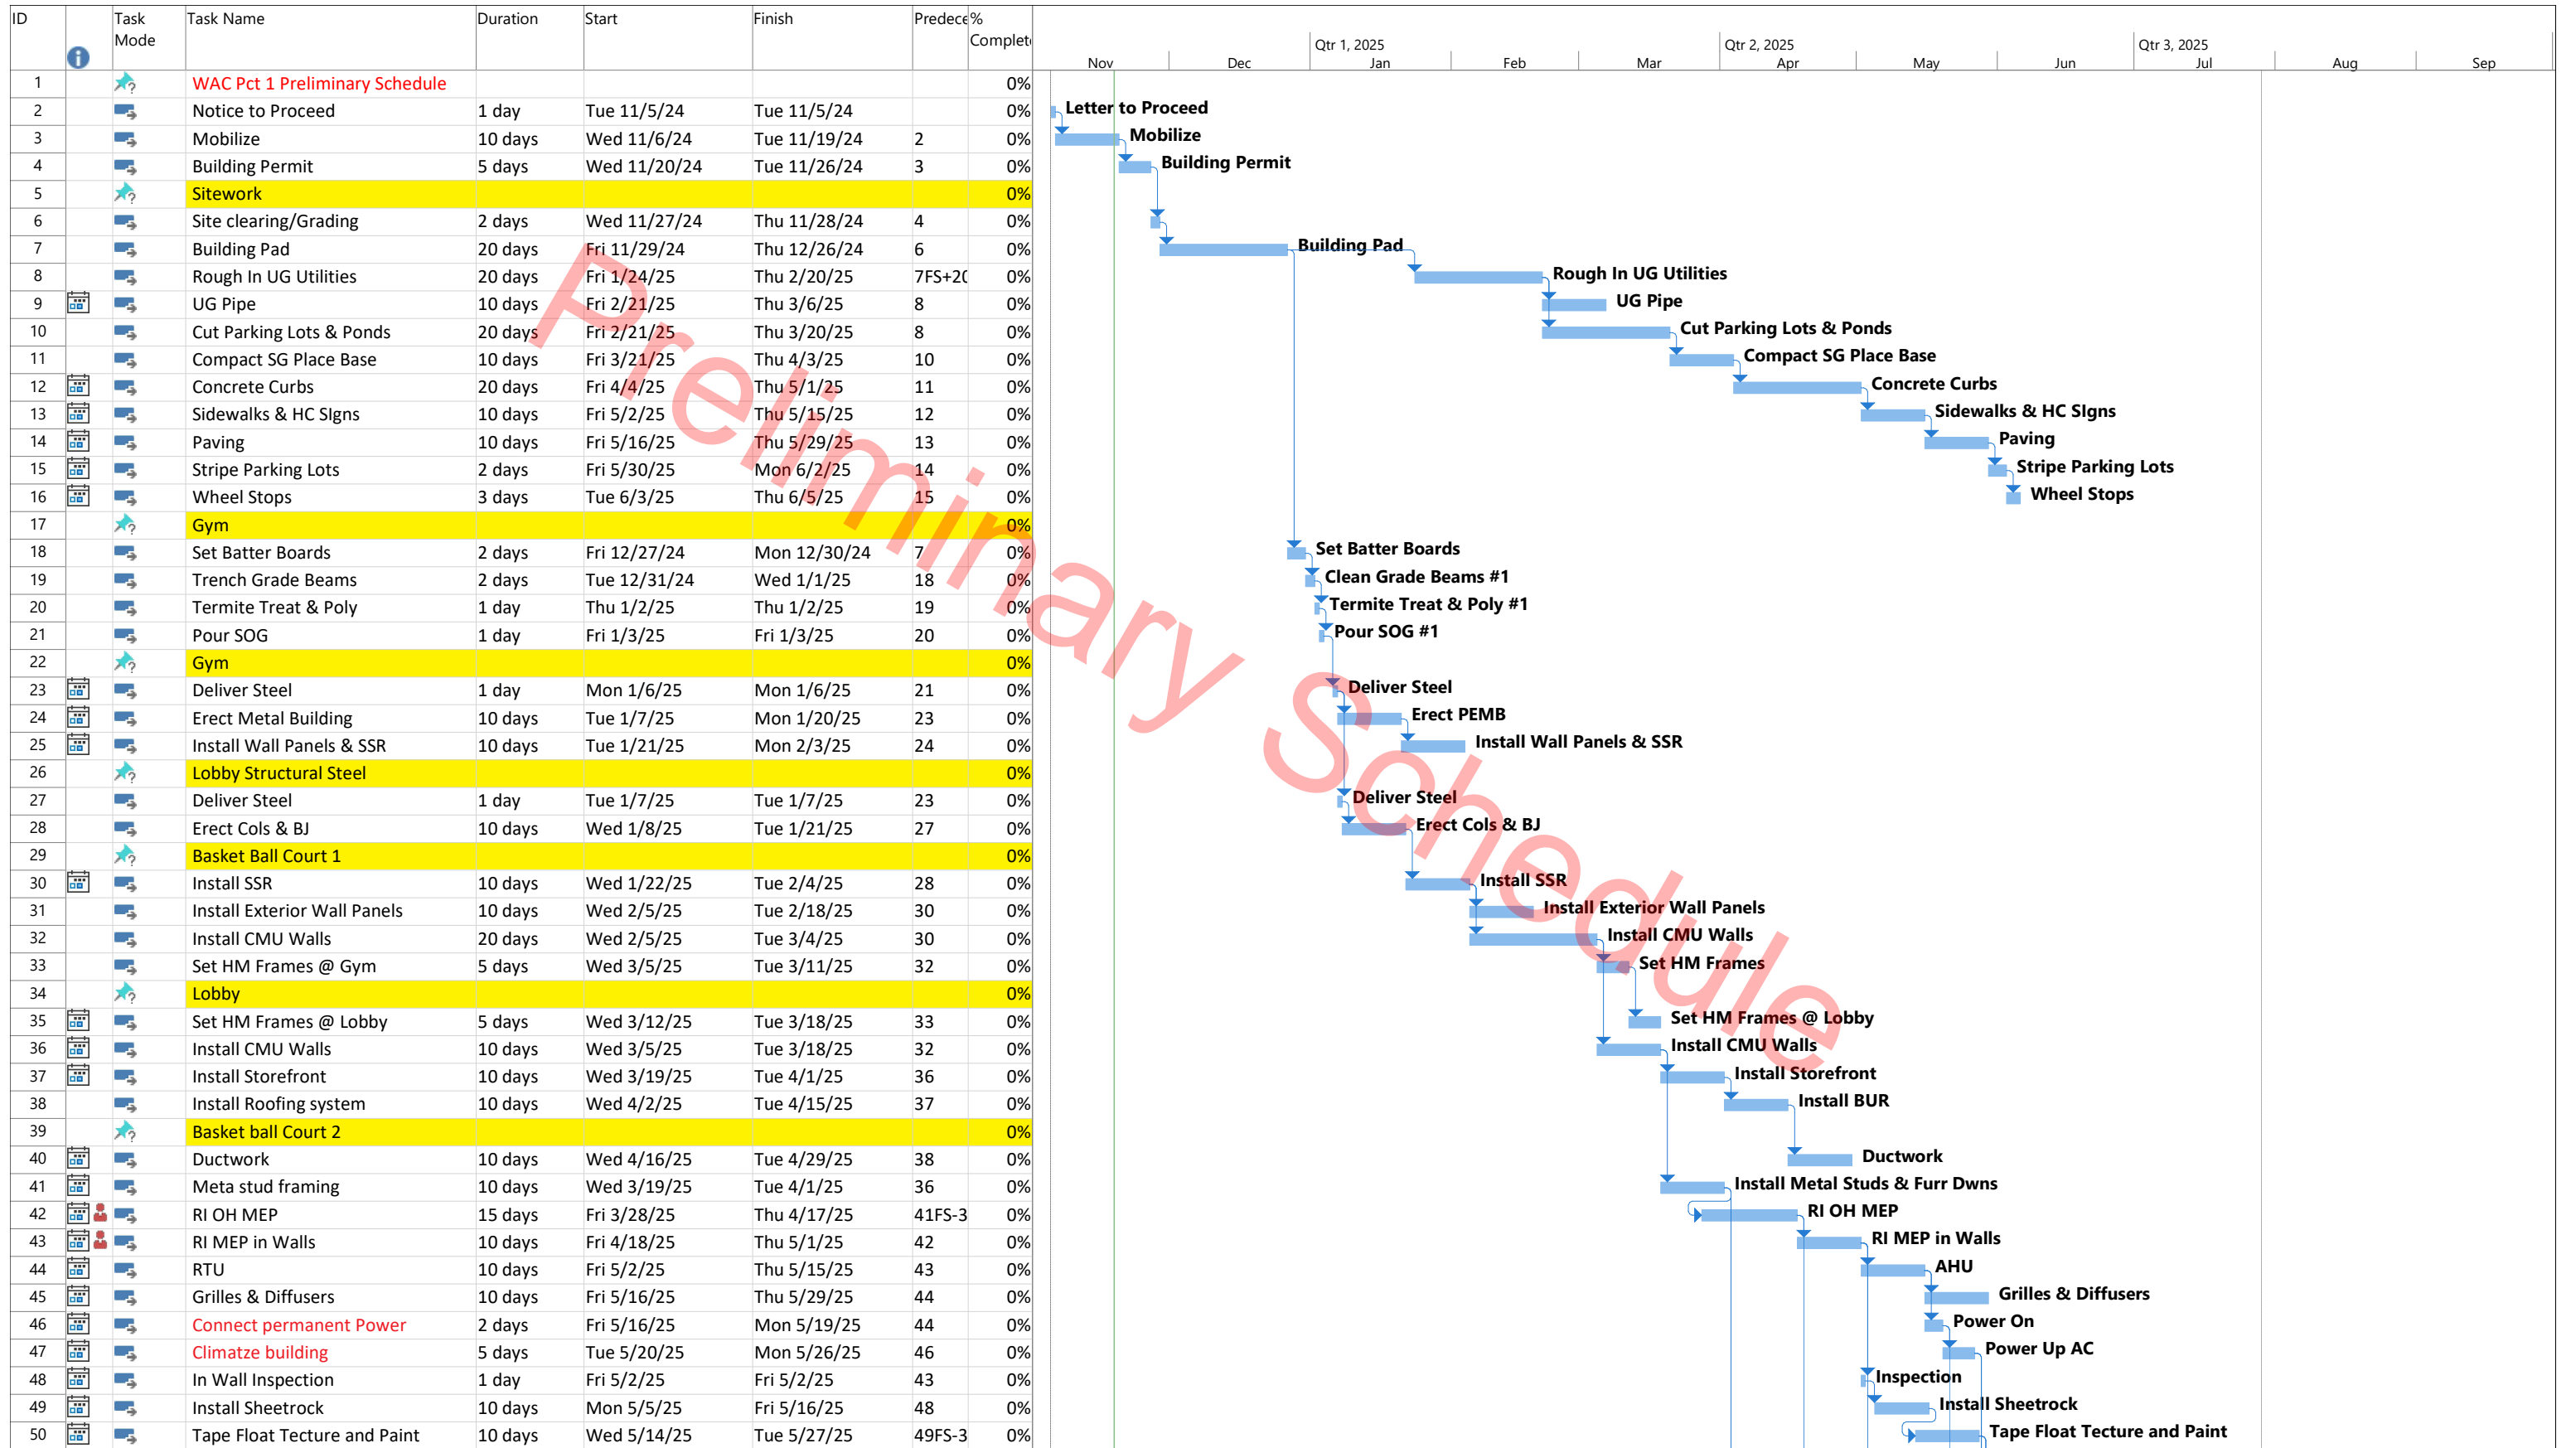 ID Task Mode Task Name Duration Start Finish Predece % Complet
Qtr 1, 2025 Qtr 2, 2025 Qtr 3, 2025
Nov Dec Jan Feb Mar Apr May Jun Jul Aug Sep
1 WAC Pct 1 Preliminary Schedule 0%
2 Notice to Proceed 1 day Tue 11/5/24 Tue 11/5/24 0% Letter to Proceed
3 Mobilize 10 days Wed 11/6/24 Tue 11/19/24 2 0% Mobilize
4 Building Permit 5 days Wed 11/20/24 Tue 11/26/24 3 0% Building Permit
5 Sitework 0%
6 Site clearing/Grading 2 days Wed 11/27/24 Thu 11/28/24 4 0%
7 Building Pad 20 days Fri 11/29/24 Thu 12/26/24 6 0% Building Pad
8 Rough In UG Utilities 20 days Fri 1/24/25 Thu 2/20/25 7FS+20 0% Rough In UG Utilities
9 UG Pipe 10 days Fri 2/21/25 Thu 3/6/25 8 0% UG Pipe
10 Cut Parking Lots & Ponds 20 days Fri 2/21/25 Thu 3/20/25 8 0% Cut Parking Lots & Ponds
11 Compact SG Place Base 10 days Fri 3/21/25 Thu 4/3/25 10 0% Compact SG Place Base
12 Concrete Curbs 20 days Fri 4/4/25 Thu 5/1/25 11 0% Concrete Curbs
13 Sidewalks & HC SIgns 10 days Fri 5/2/25 Thu 5/15/25 12 0% Sidewalks & HC SIgns
14 Paving 10 days Fri 5/16/25 Thu 5/29/25 13 0% Paving
15 Stripe Parking Lots 2 days Fri 5/30/25 Mon 6/2/25 14 0% Stripe Parking Lots
16 Wheel Stops 3 days Tue 6/3/25 Thu 6/5/25 15 0% Wheel Stops
17 Gym 0%
18 Set Batter Boards 2 days Fri 12/27/24 Mon 12/30/24 7 0% Set Batter Boards
19 Trench Grade Beams 2 days Tue 12/31/24 Wed 1/1/25 18 0% Clean Grade Beams #1
20 Termite Treat & Poly 1 day Thu 1/2/25 Thu 1/2/25 19 0% Termite Treat & Poly #1
21 Pour SOG 1 day Fri 1/3/25 Fri 1/3/25 20 0% Pour SOG #1
22 Gym 0%
23 Deliver Steel 1 day Mon 1/6/25 Mon 1/6/25 21 0% Deliver Steel
24 Erect Metal Building 10 days Tue 1/7/25 Mon 1/20/25 23 0% Erect PEMB
25 Install Wall Panels & SSR 10 days Tue 1/21/25 Mon 2/3/25 24 0% Install Wall Panels & SSR
26 Lobby Structural Steel 0%
27 Deliver Steel 1 day Tue 1/7/25 Tue 1/7/25 23 0% Deliver Steel
28 Erect Cols & BJ 10 days Wed 1/8/25 Tue 1/21/25 27 0% Erect Cols & BJ
29 Basket Ball Court 1 0%
30 Install SSR 10 days Wed 1/22/25 Tue 2/4/25 28 0% Install SSR
31 Install Exterior Wall Panels 10 days Wed 2/5/25 Tue 2/18/25 30 0% Install Exterior Wall Panels
32 Install CMU Walls 20 days Wed 2/5/25 Tue 3/4/25 30 0% Install CMU Walls
33 Set HM Frames @ Gym 5 days Wed 3/5/25 Tue 3/11/25 32 0% Set HM Frames
34 Lobby 0%
35 Set HM Frames @ Lobby 5 days Wed 3/12/25 Tue 3/18/25 33 0% Set HM Frames @ Lobby
36 Install CMU Walls 10 days Wed 3/5/25 Tue 3/18/25 32 0% Install CMU Walls
37 Install Storefront 10 days Wed 3/19/25 Tue 4/1/25 36 0% Install Storefront
38 Install Roofing system 10 days Wed 4/2/25 Tue 4/15/25 37 0% Install BUR
39 Basket ball Court 2 0%
40 Ductwork 10 days Wed 4/16/25 Tue 4/29/25 38 0% Ductwork
41 Meta stud framing 10 days Wed 3/19/25 Tue 4/1/25 36 0% Install Metal Studs & Furr Dwns
42 RI OH MEP 15 days Fri 3/28/25 Thu 4/17/25 41FS-3 0% RI OH MEP
43 RI MEP in Walls 10 days Fri 4/18/25 Thu 5/1/25 42 0% RI MEP in Walls
44 RTU 10 days Fri 5/2/25 Thu 5/15/25 43 0% AHU
45 Grilles & Diffusers 10 days Fri 5/16/25 Thu 5/29/25 44 0% Grilles & Diffusers
46 Connect permanent Power 2 days Fri 5/16/25 Mon 5/19/25 44 0% Power On
47 Climatze building 5 days Tue 5/20/25 Mon 5/26/25 46 0% Power Up AC
48 In Wall Inspection 1 day Fri 5/2/25 Fri 5/2/25 43 0% Inspection
49 Install Sheetrock 10 days Mon 5/5/25 Fri 5/16/25 48 0% Install Sheetrock
50 Tape Float Tecture and Paint 10 days Wed 5/14/25 Tue 5/27/25 49FS-3 0% Tape Float Tecture and Paint
Preliminary Schedule